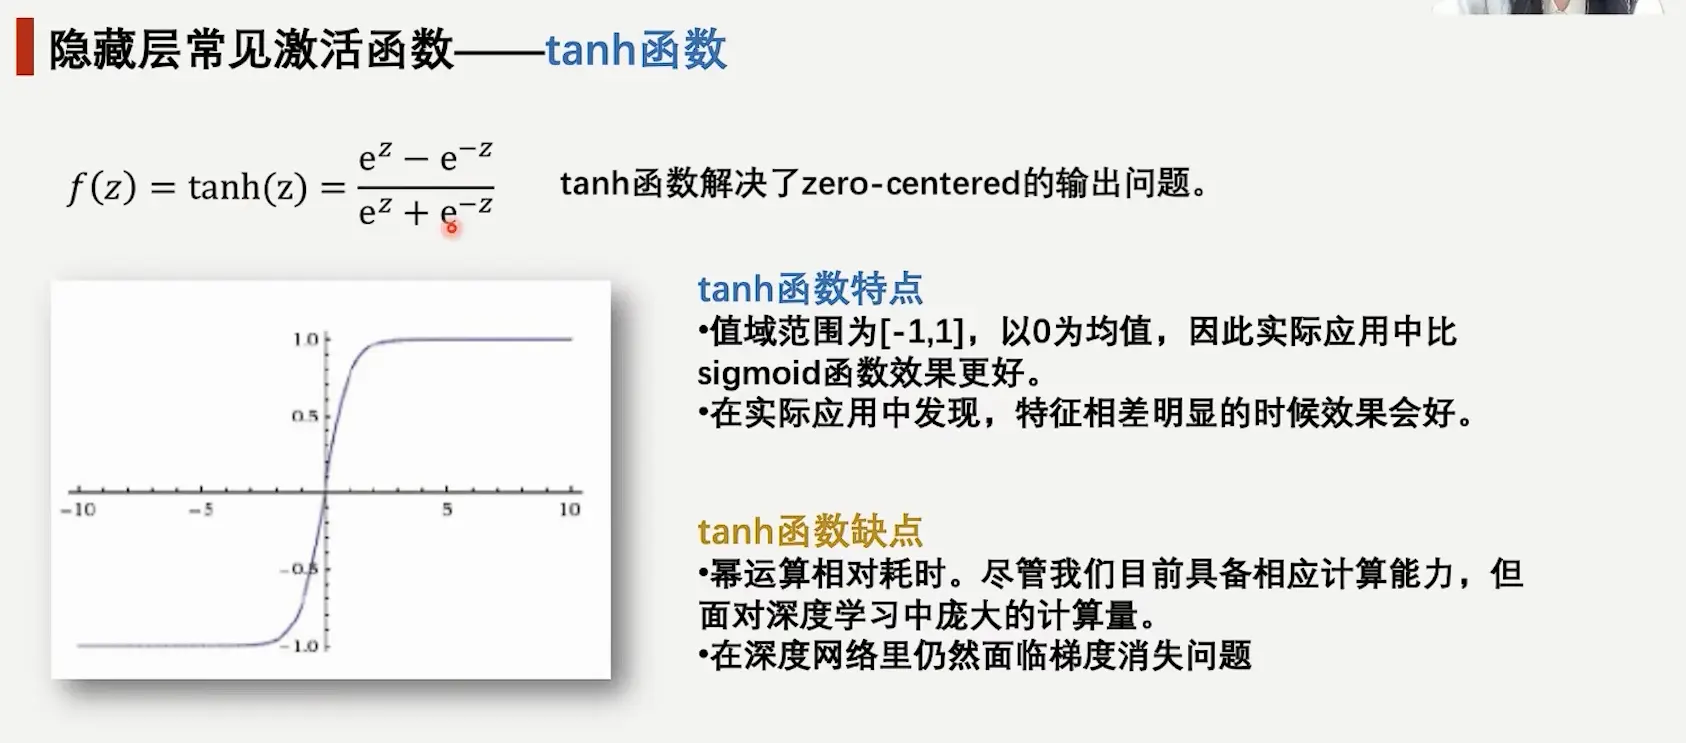 隐藏层常见激活函数——tanh函数
f(z) = tanh(z) = (e^z − e^−z) / (e^z + e^−z)
tanh函数解决了zero-centered的输出问题。
tanh函数特点
•值域范围为[-1,1]，以0为均值，因此实际应用中比
sigmoid函数效果更好。
•在实际应用中发现，特征相差明显的时候效果会好。
1.0
0.5
−10 −5 5 10
−0.5
−1.0
tanh函数缺点
•幂运算相对耗时。尽管我们目前具备相应计算能力，但
面对深度学习中庞大的计算量。
•在深度网络里仍然面临梯度消失问题